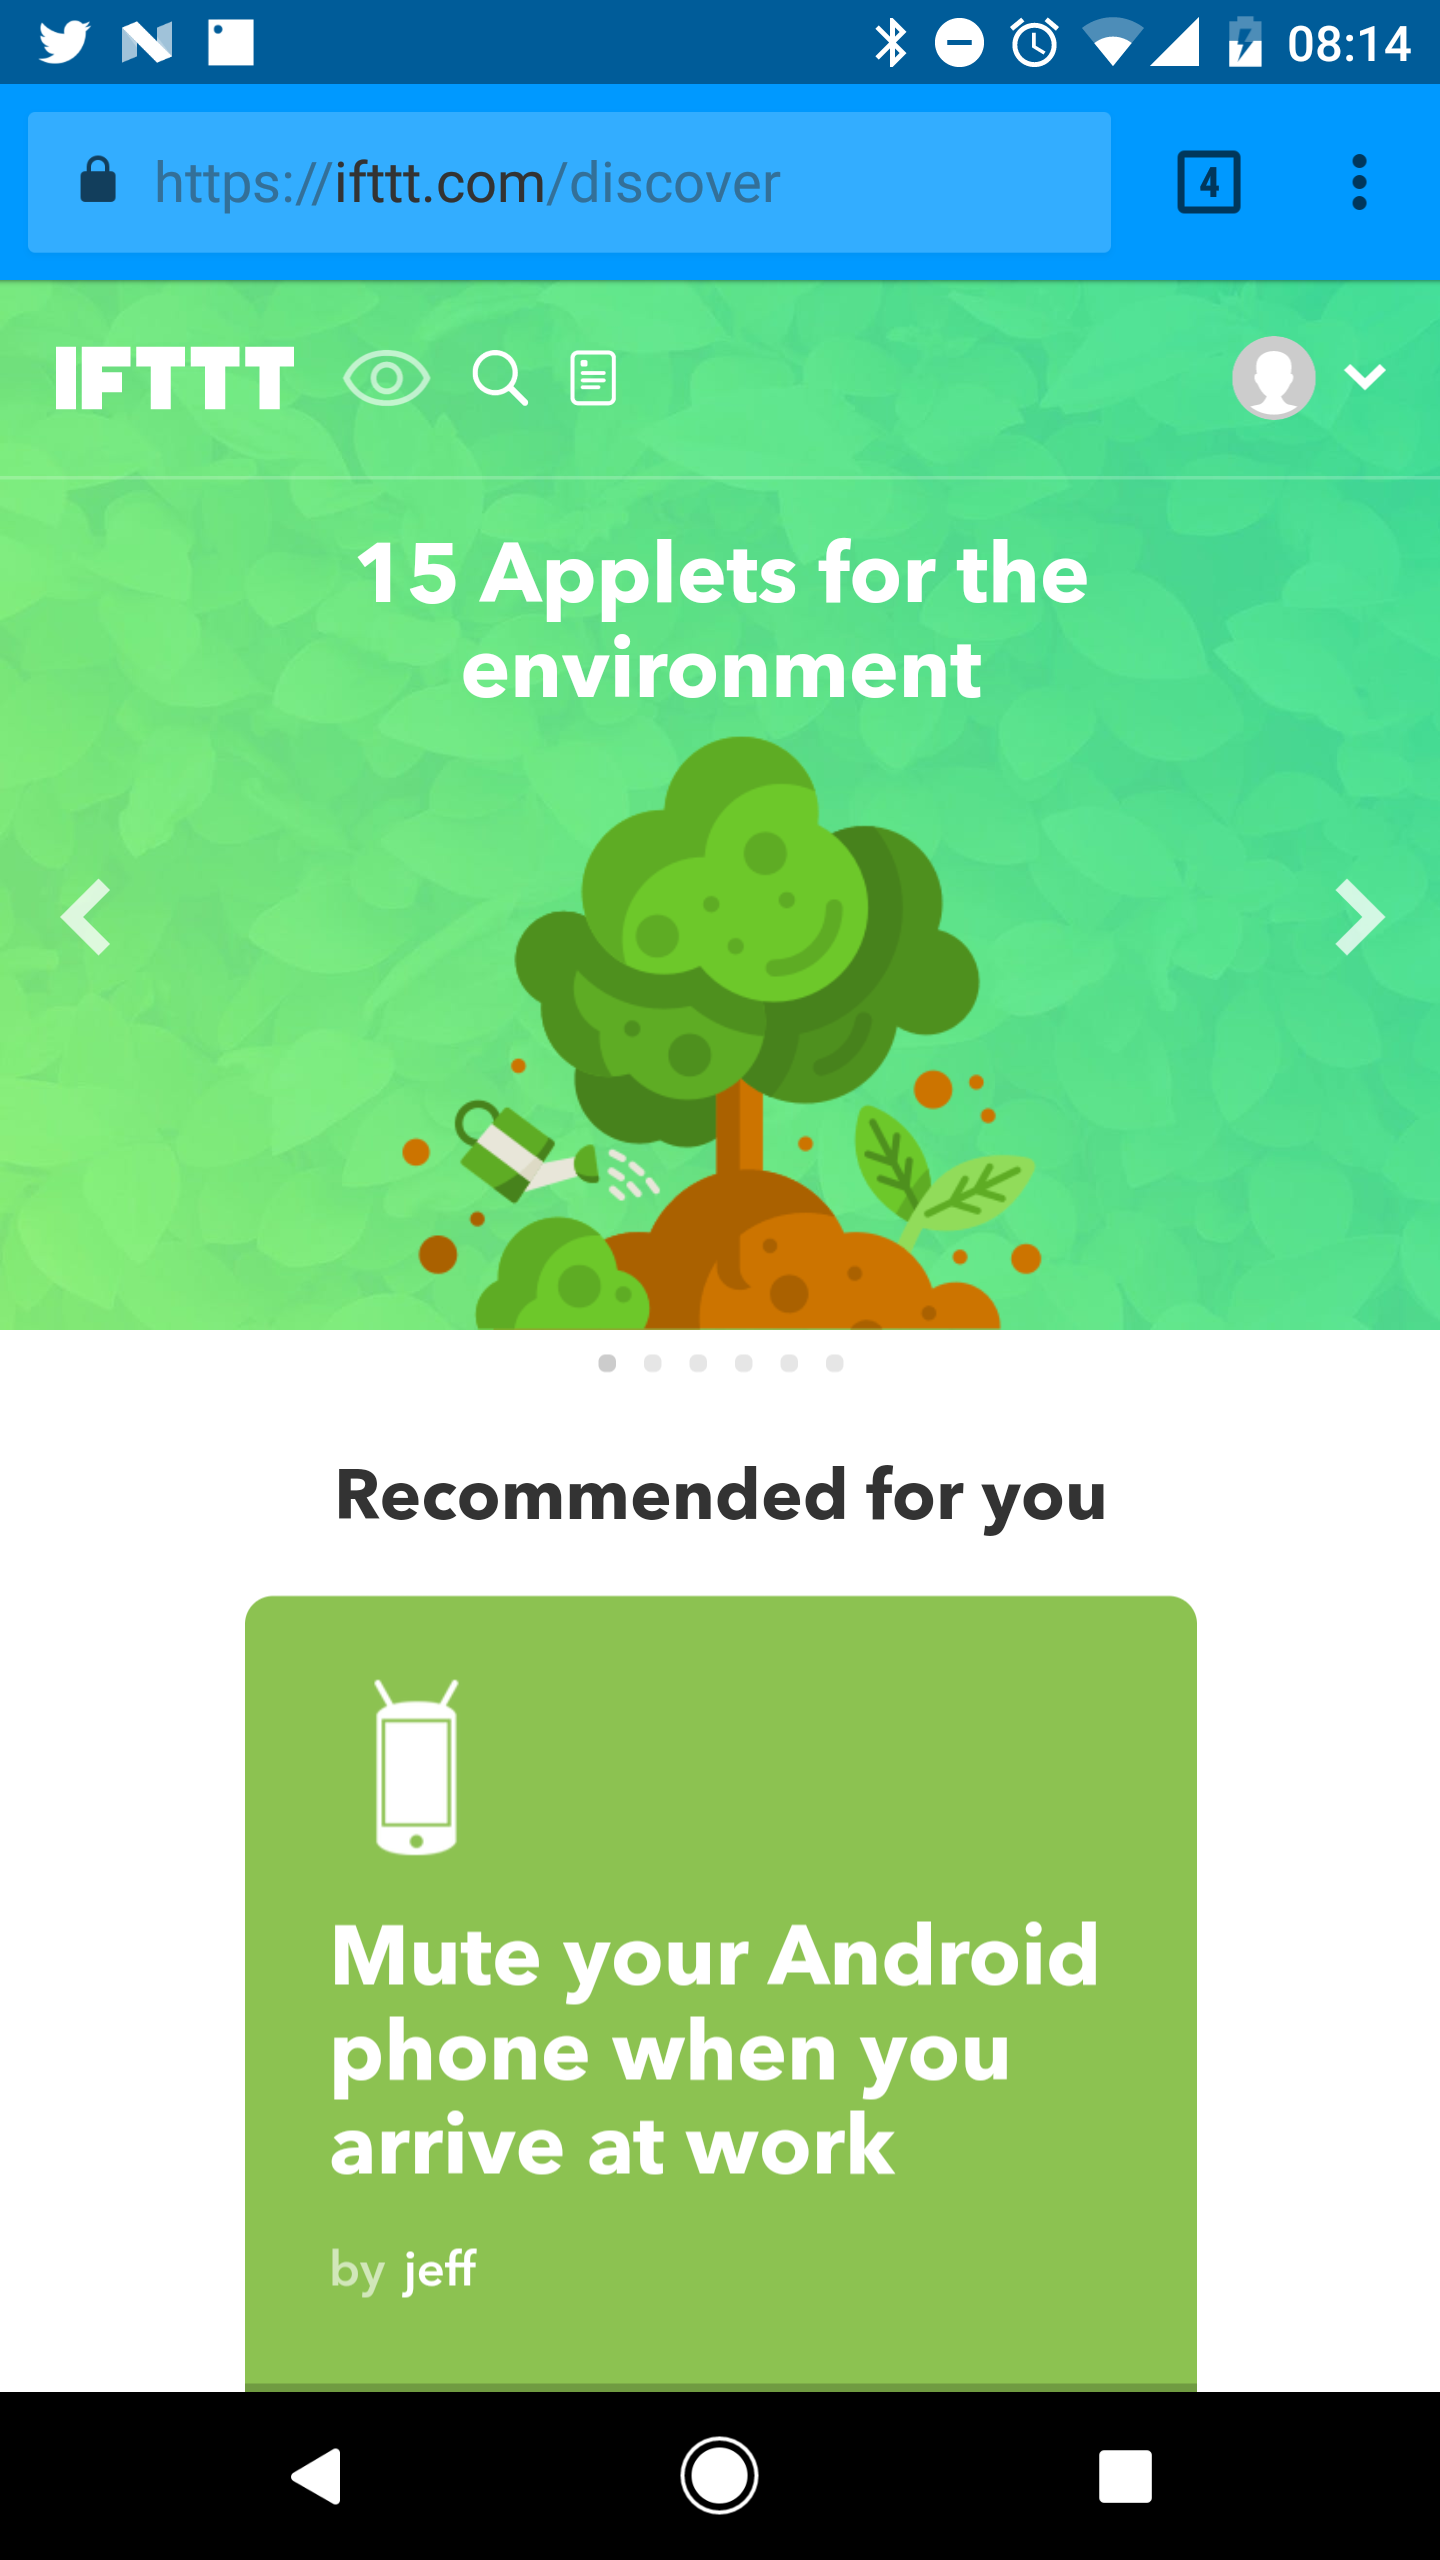 08:14
https://ifttt.com/discover
4
IFTTT
15 Applets for the
environment
Recommended for you
Mute your Android
phone when you
arrive at work
by jeff